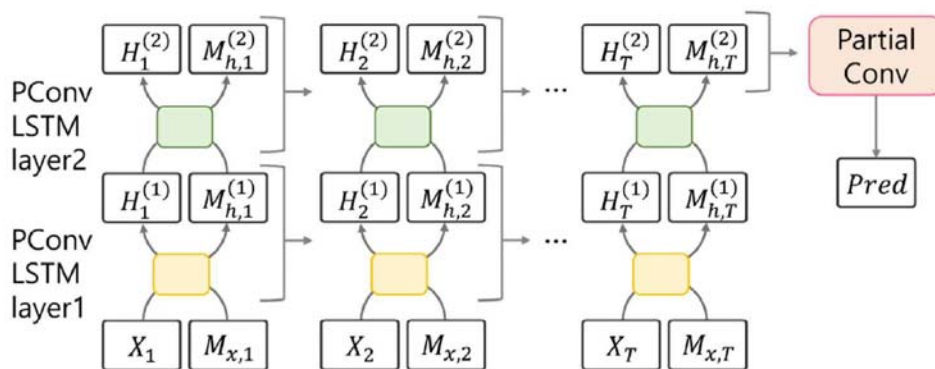 H_1^{(2)} M_{h,1}^{(2)} H_2^{(2)} M_{h,2}^{(2)} H_T^{(2)} M_{h,T}^{(2)}
Partial
Conv
PConv
LSTM
layer2
...
Pred
H_1^{(1)} M_{h,1}^{(1)} H_2^{(1)} M_{h,2}^{(1)} H_T^{(1)} M_{h,T}^{(1)}
PConv
LSTM
layer1
...
X_1 M_{x,1} X_2 M_{x,2} X_T M_{x,T}